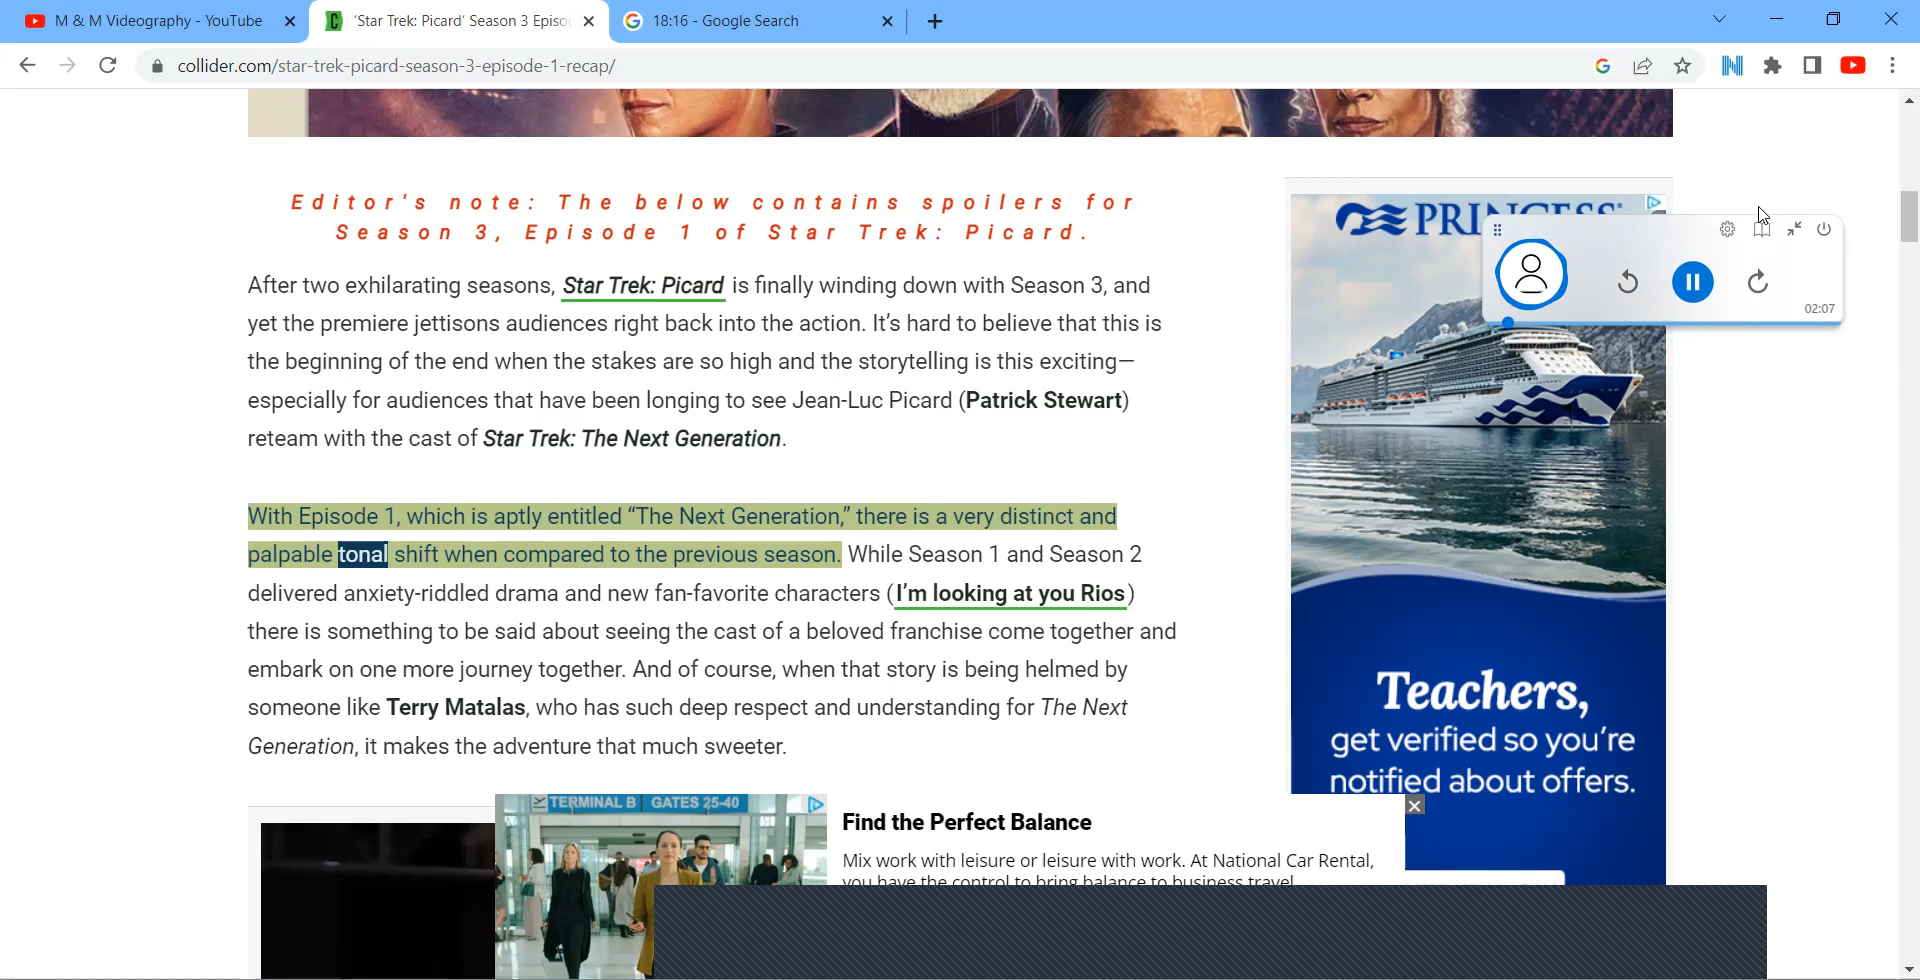 M & M Videography - YouTube
'Star Trek: Picard' Season 3 Episo
18:16 - Google Search
collider.com/star-trek-picard-season-3-episode-1-recap/
Editor's note: The below contains spoilers for
Season 3, Episode 1 of Star Trek: Picard.
After two exhilarating seasons, Star Trek: Picard is finally winding down with Season 3, and
yet the premiere jettisons audiences right back into the action. It’s hard to believe that this is
the beginning of the end when the stakes are so high and the storytelling is this exciting—
especially for audiences that have been longing to see Jean-Luc Picard (Patrick Stewart)
reteam with the cast of Star Trek: The Next Generation.
With Episode 1, which is aptly entitled “The Next Generation,” there is a very distinct and
palpable tonal shift when compared to the previous season. While Season 1 and Season 2
delivered anxiety-riddled drama and new fan-favorite characters (I’m looking at you Rios)
there is something to be said about seeing the cast of a beloved franchise come together and
embark on one more journey together. And of course, when that story is being helmed by
someone like Terry Matalas, who has such deep respect and understanding for The Next
Generation, it makes the adventure that much sweeter.
PRINCESS
02:07
Teachers,
get verified so you’re
notified about offers.
TERMINAL B GATES 25-40
Find the Perfect Balance
Mix work with leisure or leisure with work. At National Car Rental,
you have the control to bring balance to business travel.